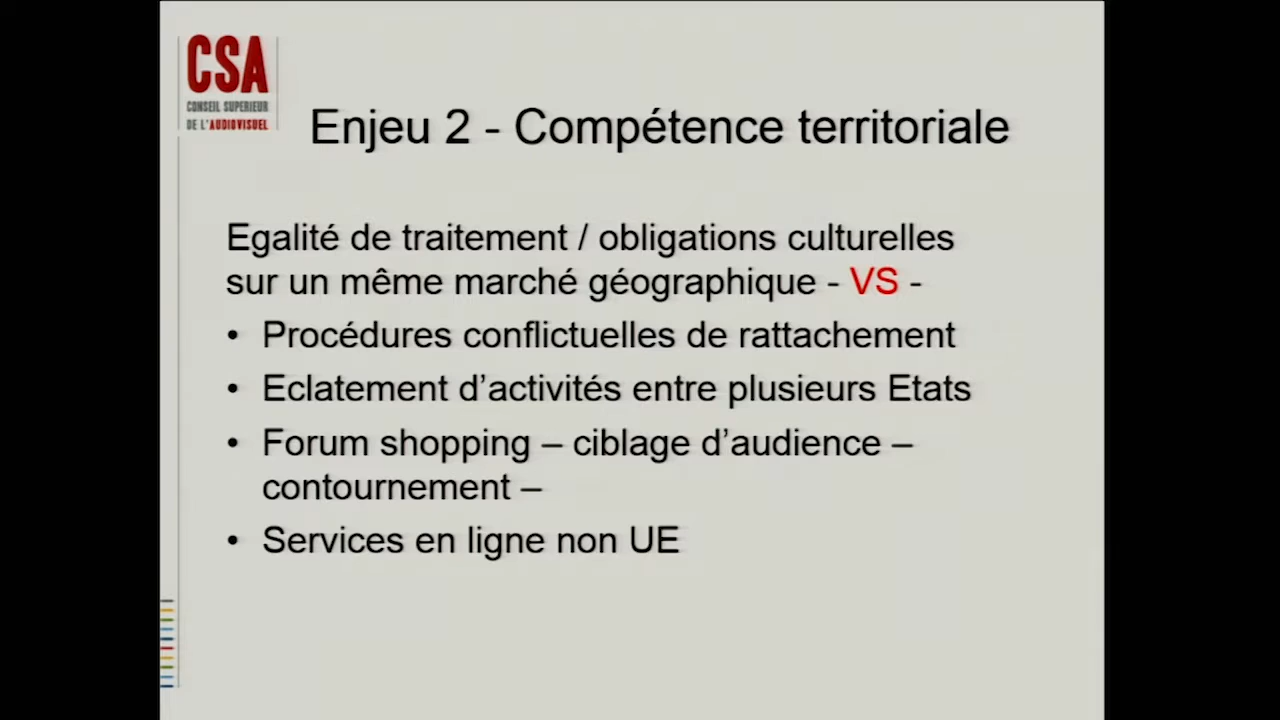 CSA
CONSEIL SUPERIEUR
DE L'AUDIOVISUEL
Enjeu 2 - Compétence territoriale
Egalité de traitement / obligations culturelles
sur un même marché géographique - VS -
• Procédures conflictuelles de rattachement
• Eclatement d’activités entre plusieurs Etats
• Forum shopping – ciblage d’audience –
contournement –
• Services en ligne non UE